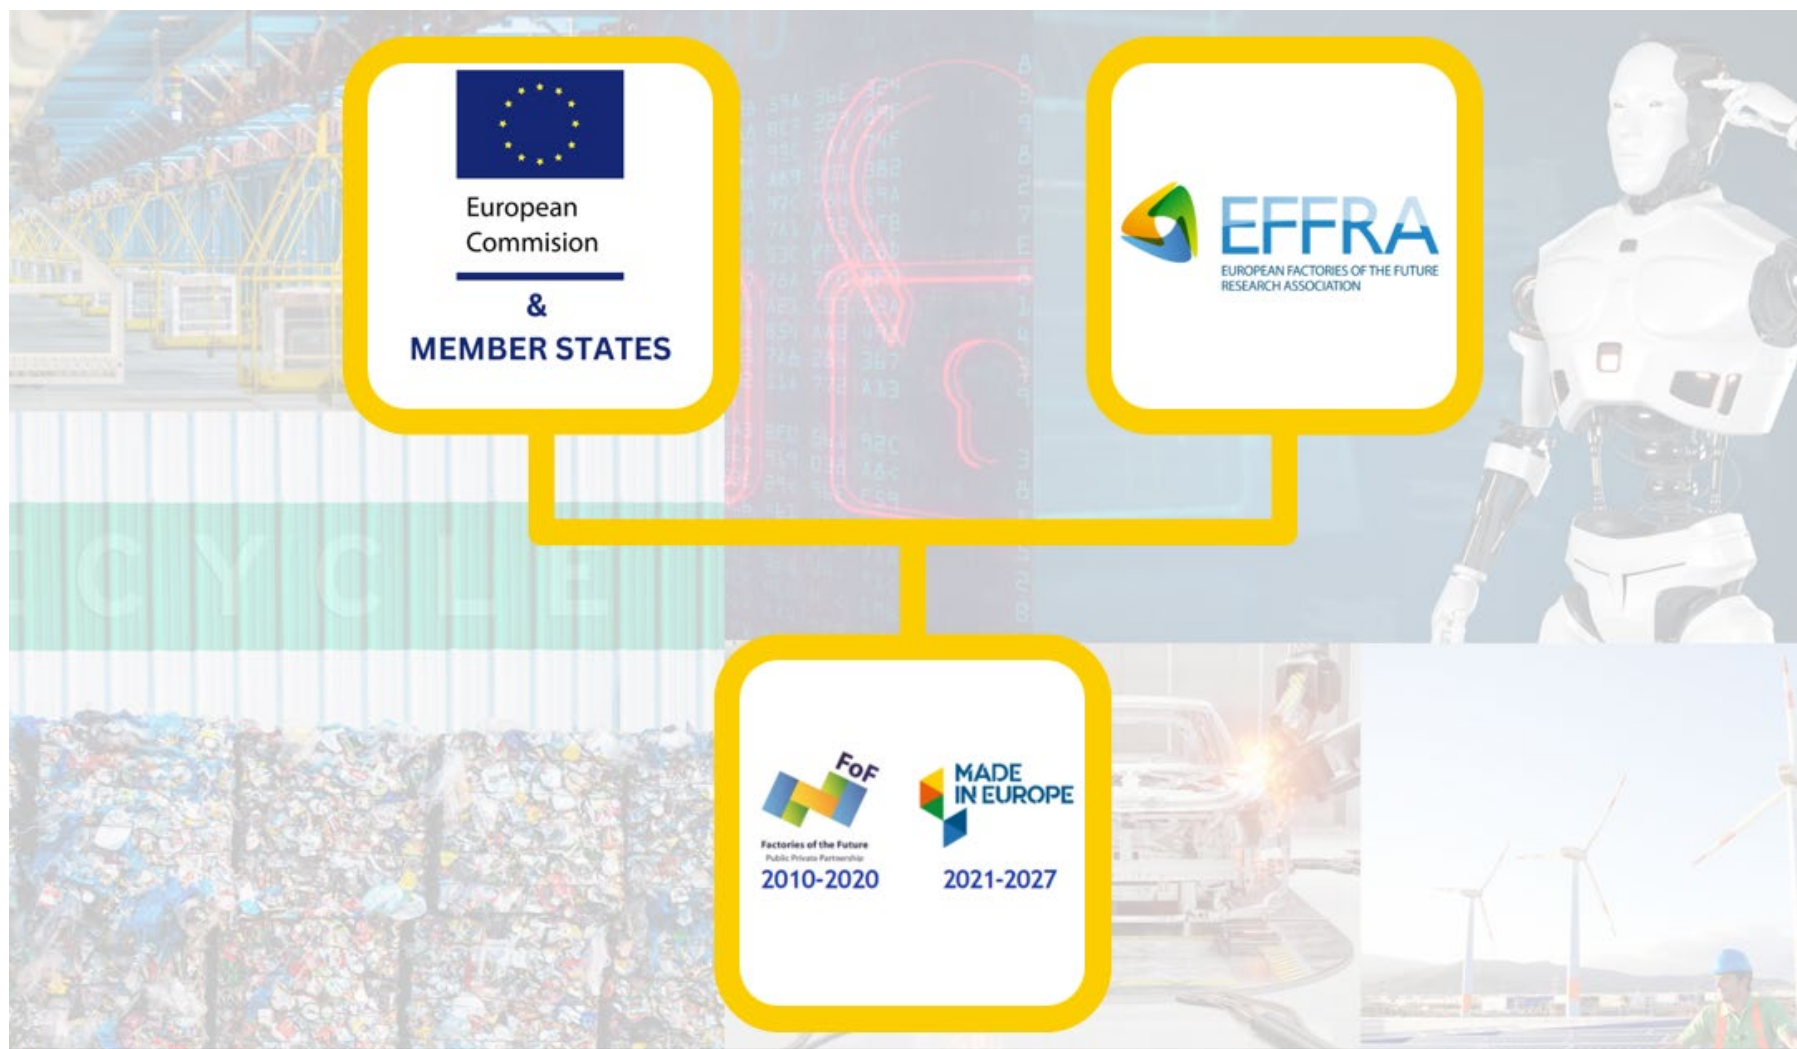 European
Commision
&
MEMBER STATES
EFFRA
EUROPEAN FACTORIES OF THE FUTURE
RESEARCH ASSOCIATION
CYCLE
FoF
Factories of the Future
Public Private Partnership
2010-2020
MADE
IN EUROPE
2021-2027